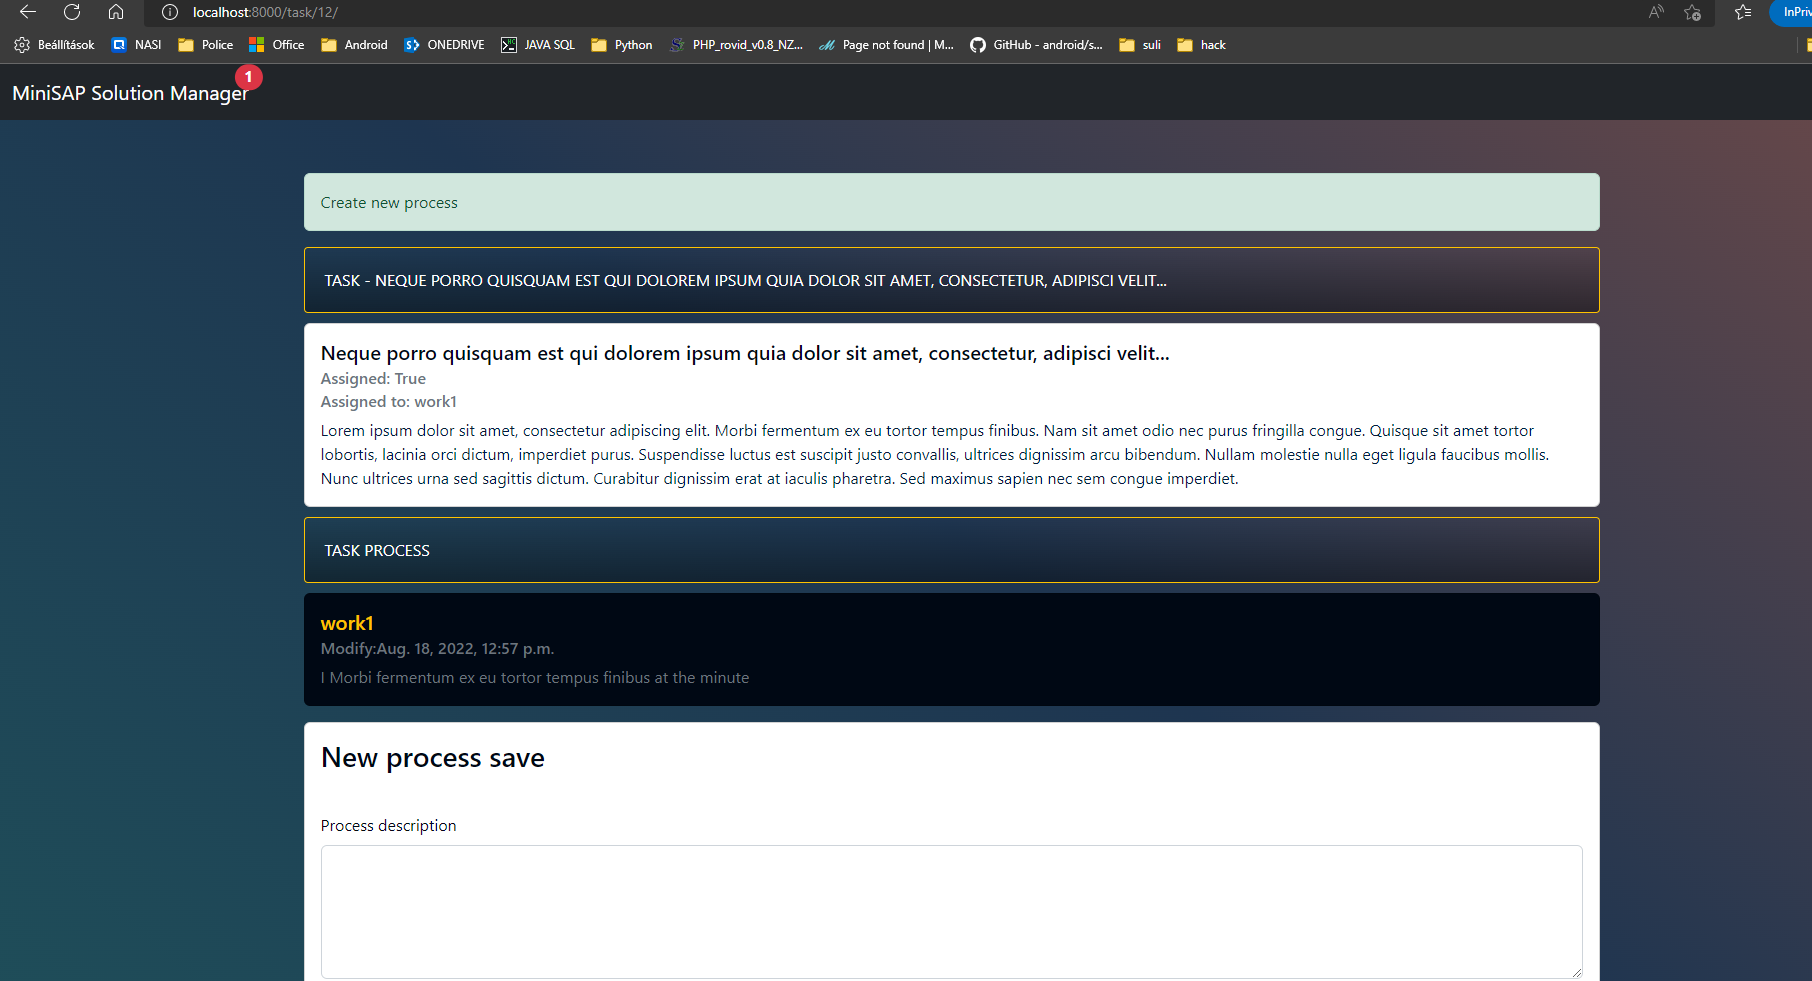 localhost:8000/task/12/
InPriv
Beállítások NASI Police Office Android ONEDRIVE JAVA SQL Python PHP_rovid_v0.8_NZ... Page not found | M... GitHub - android/s... suli hack
1
MiniSAP Solution Manager
Create new process
TASK - NEQUE PORRO QUISQUAM EST QUI DOLOREM IPSUM QUIA DOLOR SIT AMET, CONSECTETUR, ADIPISCI VELIT...
Neque porro quisquam est qui dolorem ipsum quia dolor sit amet, consectetur, adipisci velit...
Assigned: True
Assigned to: work1
Lorem ipsum dolor sit amet, consectetur adipiscing elit. Morbi fermentum ex eu tortor tempus finibus. Nam sit amet odio nec purus fringilla congue. Quisque sit amet tortor
lobortis, lacinia orci dictum, imperdiet purus. Suspendisse luctus est suscipit justo convallis, ultrices dignissim arcu bibendum. Nullam molestie nulla eget ligula faucibus mollis.
Nunc ultrices urna sed sagittis dictum. Curabitur dignissim erat at iaculis pharetra. Sed maximus sapien nec sem congue imperdiet.
TASK PROCESS
work1
Modify:Aug. 18, 2022, 12:57 p.m.
I Morbi fermentum ex eu tortor tempus finibus at the minute
New process save
Process description